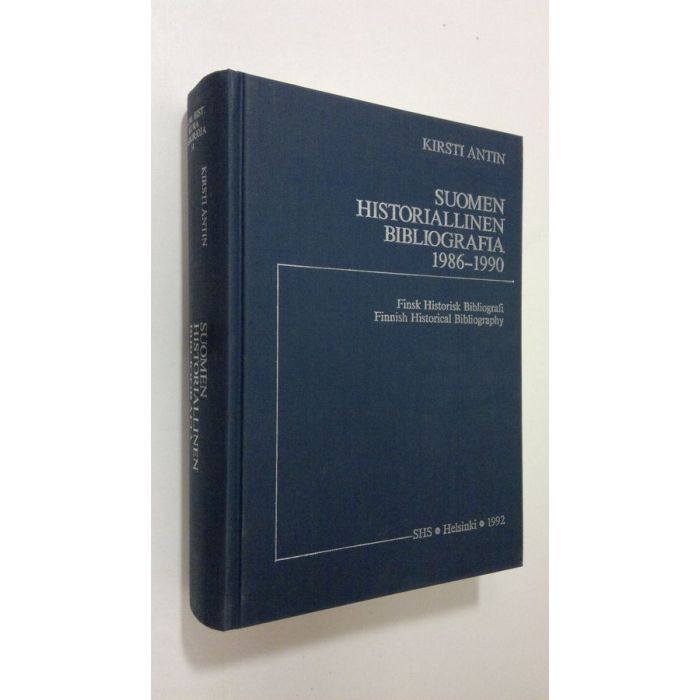 KIRSTI ANTIN
SUOMEN
HISTORIALLINEN
BIBLIOGRAFIA
1986-1990
Finsk Historisk Bibliografi
Finnish Historical Bibliography
SHS • Helsinki • 1992
HIST.
KIRSTI ANTIN
SUOMEN
HISTORIALLINEN